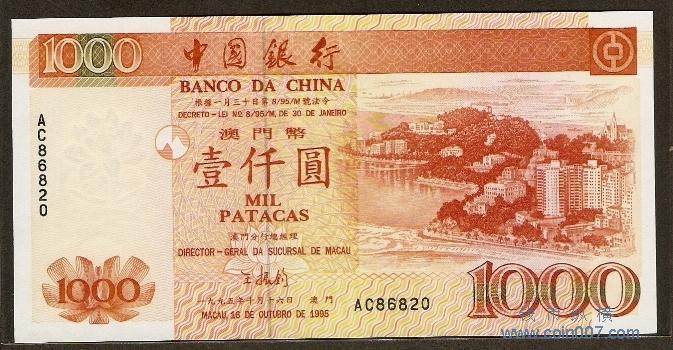 1000
中國銀行
BANCO DA CHINA
根據一月三十日第8/95/M號法令
DECRETO - LEI Nº 8/95/M, DE 30 DE JANEIRO
澳門幣
壹仟圓
MIL
PATACAS
澳門分行總經理
DIRECTOR - GERAL DA SUCURSAL DE MACAU
王振鈞
一九九五年十月十六日 澳門
MACAU, 16 DE OUTUBRO DE 1995
AC86820
1000
AC86820
1000
www.coin007.com